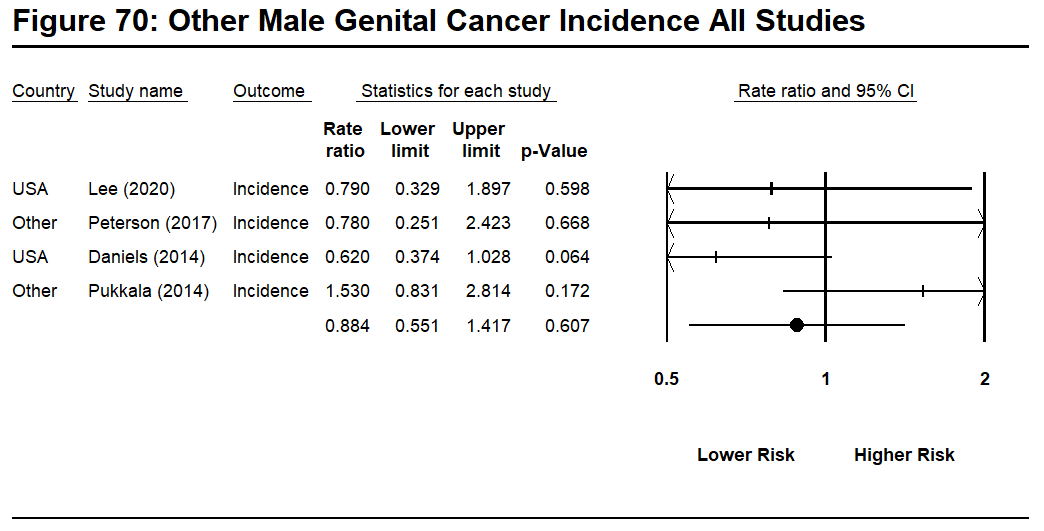 Figure 70: Other Male Genital Cancer Incidence All Studies
Country Study name Outcome Statistics for each study Rate ratio and 95% CI
Rate Lower Upper
ratio limit limit p-Value
USA Lee (2020) Incidence 0.790 0.329 1.897 0.598
Other Peterson (2017) Incidence 0.780 0.251 2.423 0.668
USA Daniels (2014) Incidence 0.620 0.374 1.028 0.064
Other Pukkala (2014) Incidence 1.530 0.831 2.814 0.172
0.884 0.551 1.417 0.607
0.5 1 2
Lower Risk Higher Risk